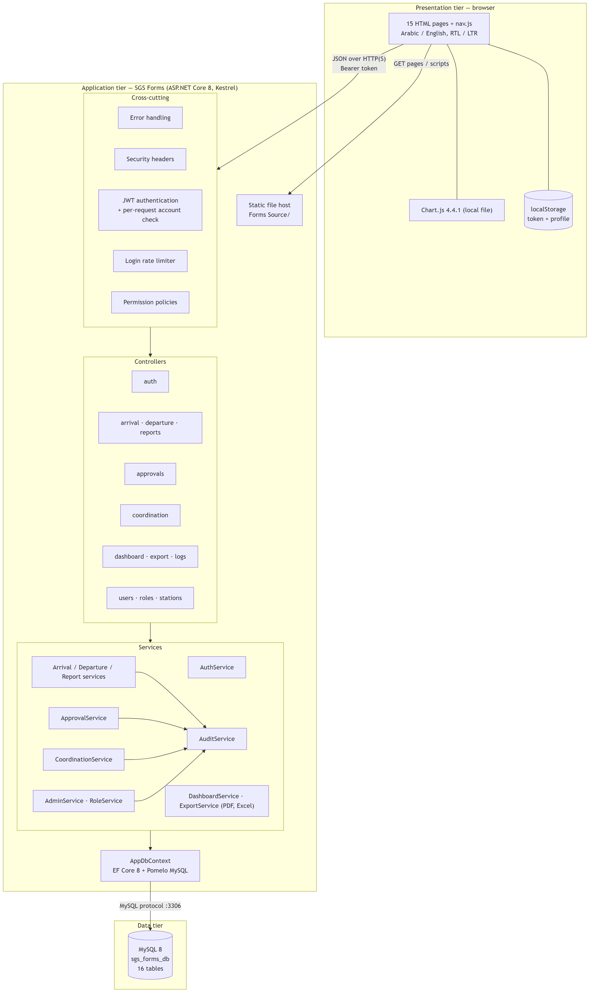 Presentation tier – browser
15 HTML pages + nav.js
Arabic / English, RTL / LTR
JSON over HTTP(S)
Bearer token
GET pages / scripts
Chart.js 4.4.1 (local file)
localStorage
token + profile
Application tier – SGS Forms (ASP.NET Core 8, Kestrel)
Cross-cutting
Error handling
Security headers
JWT authentication
+ per-request account
check
Login rate limiter
Permission policies
Static file host
Forms Source/
Controllers
auth
arrival · departure ·
reports
approvals
coordination
dashboard · export · logs
users · roles · stations
Services
Arrival / Departure /
Report services
AuthService
ApprovalService
AuditService
CoordinationService
AdminService · RoleService
DashboardService ·
ExportService (PDF, Excel)
AppDbContext
EF Core 8 + Pomelo MySQL
MySQL protocol :3306
Data tier
MySQL 8
sgs_forms_db
16 tables